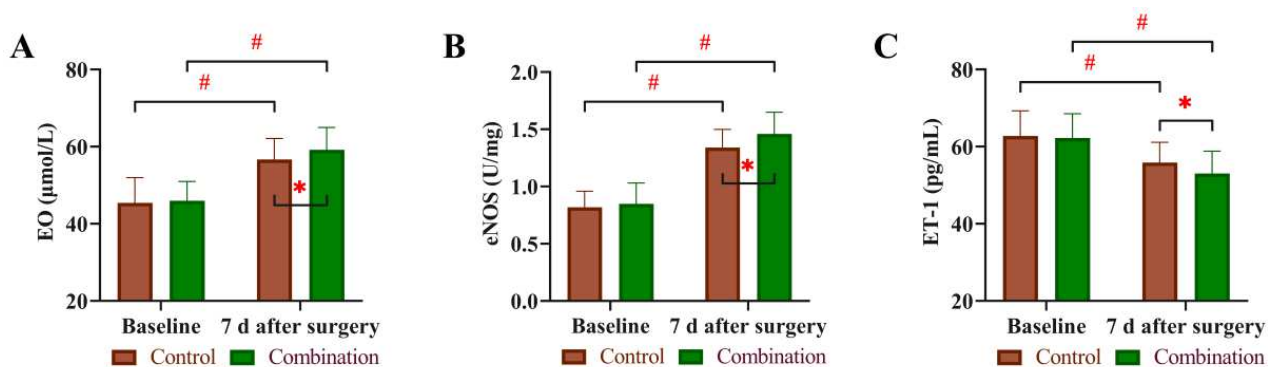 A
EO (μmol/L)
80
60
40
20
#
#
*
Baseline 7 d after surgery
Control Combination
B
eNOS (U/mg)
2.0
1.5
1.0
0.5
0.0
#
#
*
Baseline 7 d after surgery
Control Combination
C
ET-1 (pg/mL)
80
60
40
20
#
#
*
Baseline 7 d after surgery
Control Combination